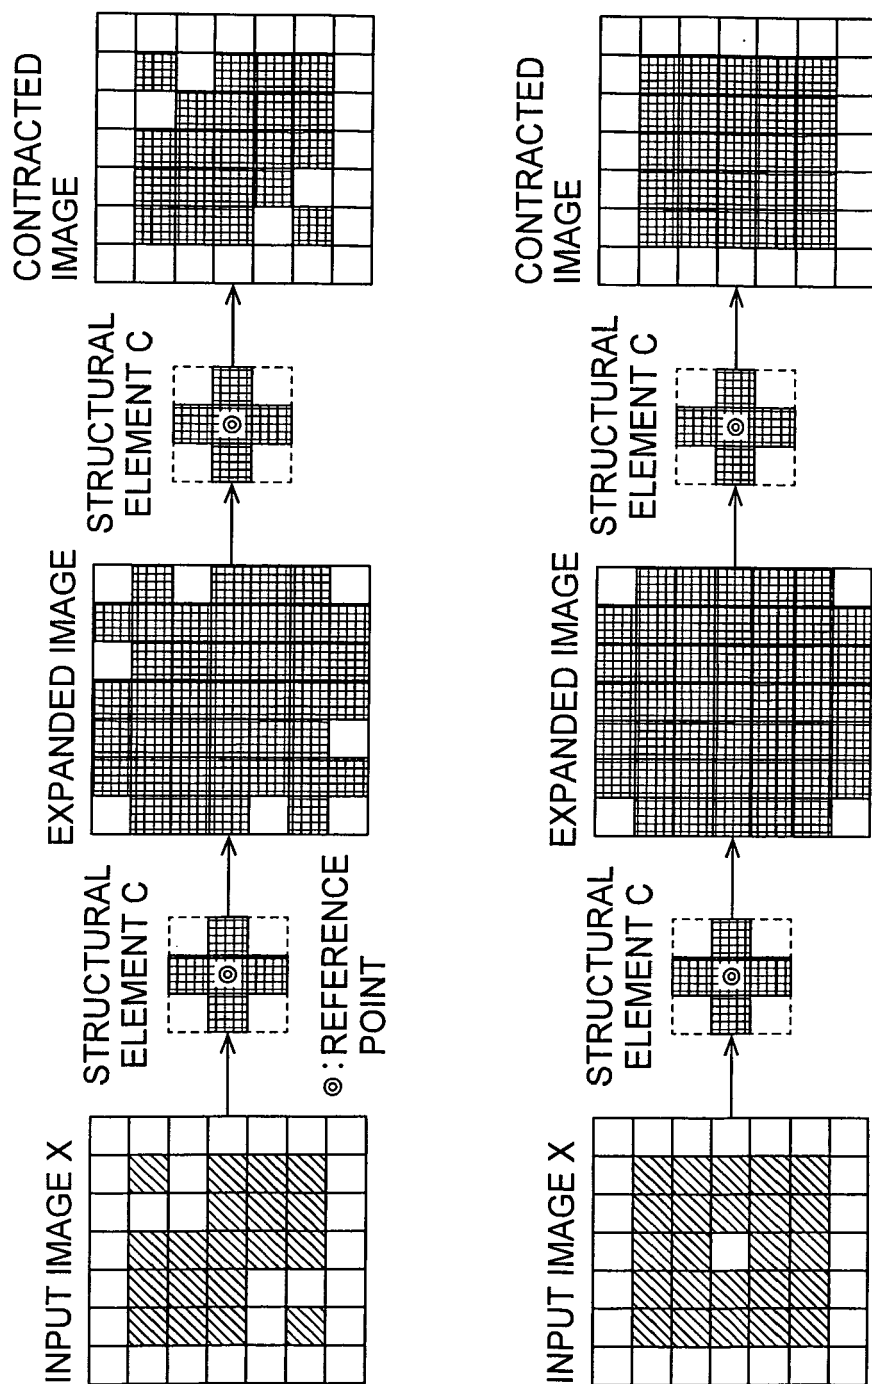 INPUT IMAGE X
STRUCTURAL
ELEMENT C
◎:REFERENCE
POINT
EXPANDED IMAGE
STRUCTURAL
ELEMENT C
CONTRACTED
IMAGE
INPUT IMAGE X
STRUCTURAL
ELEMENT C
EXPANDED IMAGE
STRUCTURAL
ELEMENT C
CONTRACTED
IMAGE